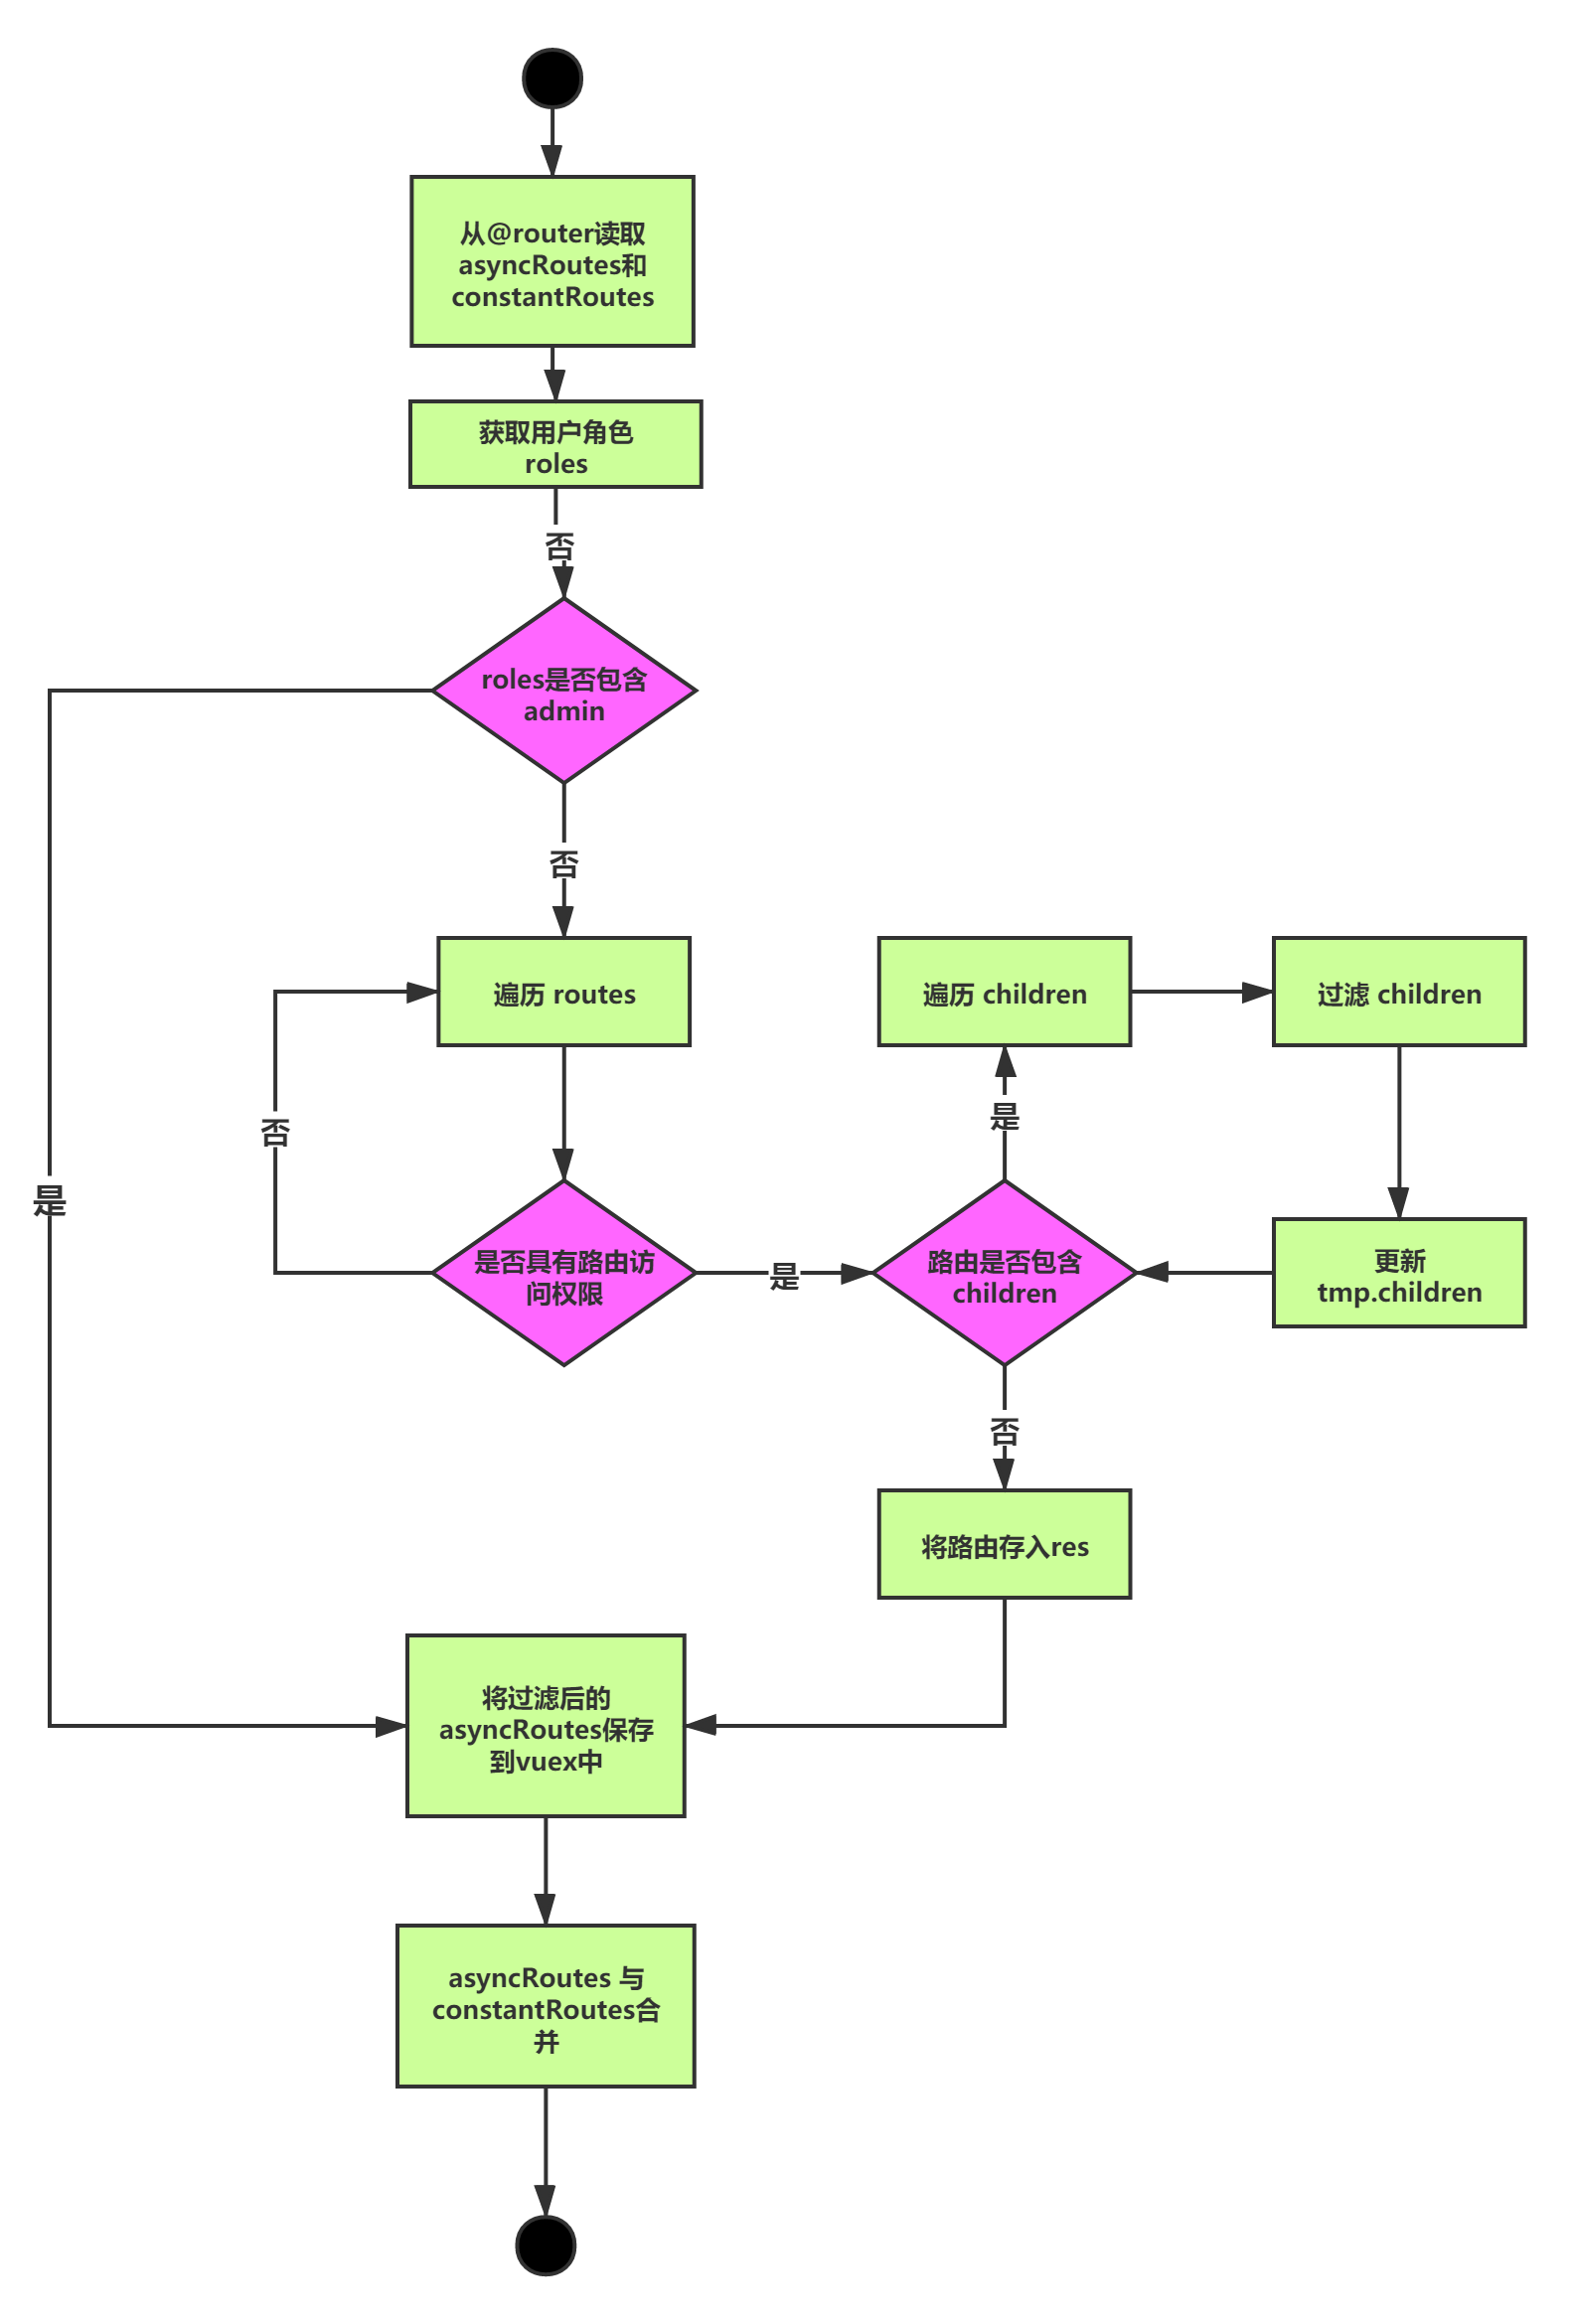 从@router读取
asyncRoutes和
constantRoutes
获取用户角色
roles
否
roles是否包含
admin
否
遍历 routes
遍历 children
过滤 children
是
否
是
是否具有路由访
问权限
是
路由是否包含
children
更新
tmp.children
否
将路由存入res
将过滤后的
asyncRoutes保存
到vuex中
asyncRoutes 与
constantRoutes合
并